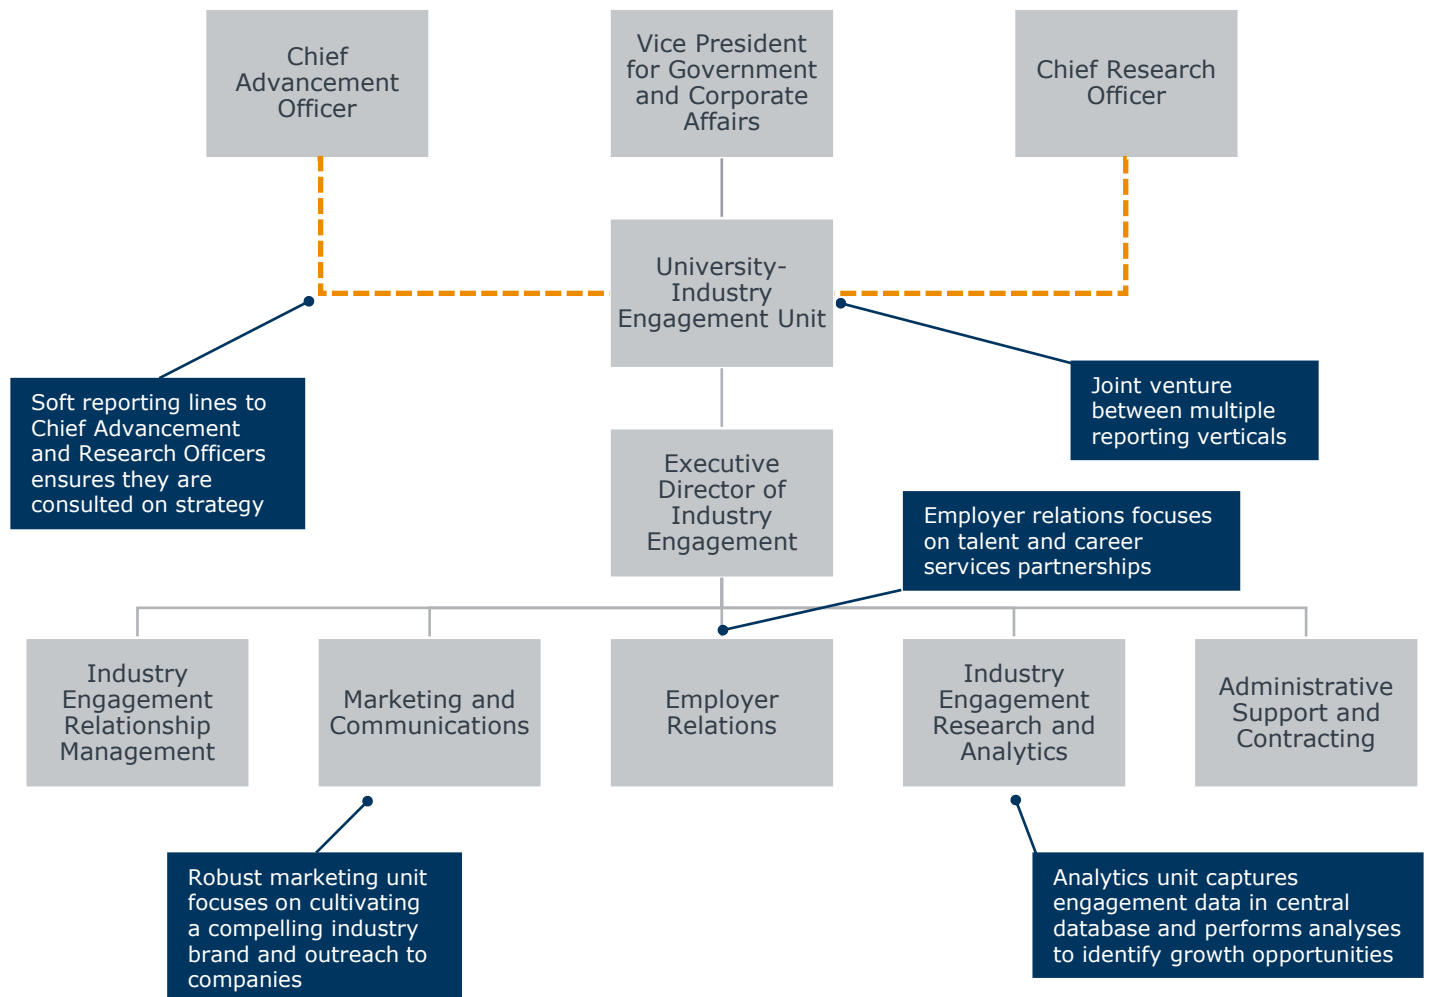 Chief
Advancement
Officer
Vice President
for Government
and Corporate
Affairs
Chief Research
Officer
University-
Industry
Engagement Unit
Soft reporting lines to
Chief Advancement
and Research Officers
ensures they are
consulted on strategy
Joint venture
between multiple
reporting verticals
Executive
Director of
Industry
Engagement
Employer relations focuses
on talent and career
services partnerships
Industry
Engagement
Relationship
Management
Marketing and
Communications
Employer
Relations
Industry
Engagement
Research and
Analytics
Administrative
Support and
Contracting
Robust marketing unit
focuses on cultivating
a compelling industry
brand and outreach to
companies
Analytics unit captures
engagement data in central
database and performs analyses
to identify growth opportunities